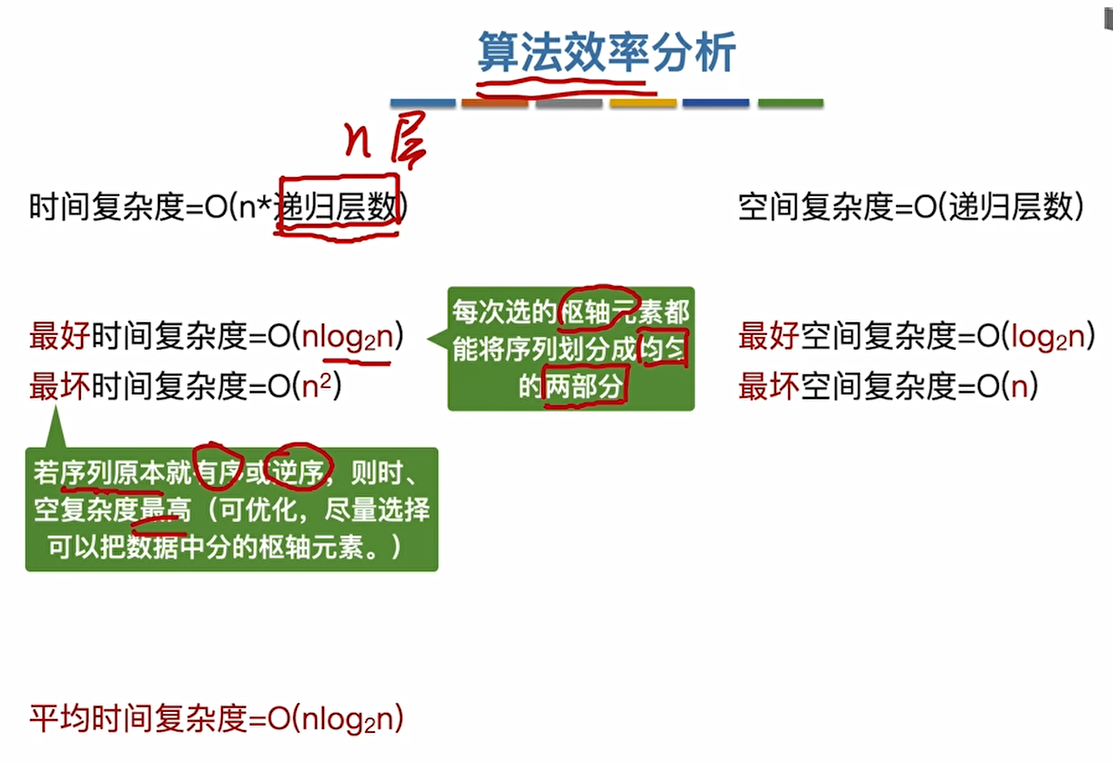 算法效率分析
n层
时间复杂度=O(n*递归层数)
空间复杂度=O(递归层数)
每次选的枢轴元素都
能将序列划分成均匀
的两部分
最好时间复杂度=O(nlog₂n)
最坏时间复杂度=O(n²)
最好空间复杂度=O(log₂n)
最坏空间复杂度=O(n)
若序列原本就有序或逆序，则时、
空复杂度最高（可优化，尽量选择
可以把数据中分的枢轴元素。）
平均时间复杂度=O(nlog₂n)